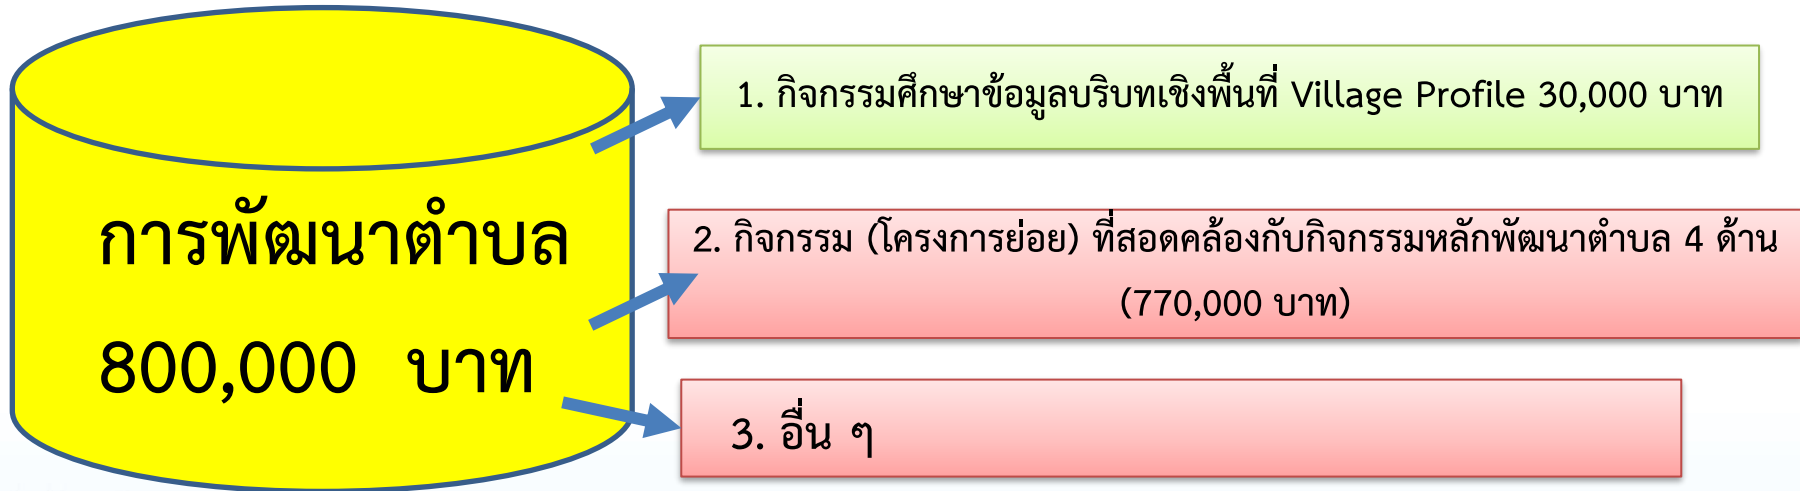 การพัฒนาตำบล
800,000 บาท
1. กิจกรรมศึกษาข้อมูลบริบทเชิงพื้นที่ Village Profile 30,000 บาท
2. กิจกรรม (โครงการย่อย) ที่สอดคล้องกับกิจกรรมหลักพัฒนาตำบล 4 ด้าน
(770,000 บาท)
3. อื่น ๆ